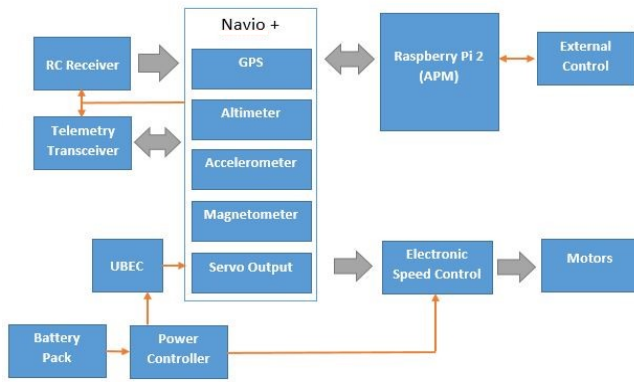 Navio +
RC Receiver
GPS
Raspberry Pi 2
(APM)
External
Control
Telemetry
Transceiver
Altimeter
Accelerometer
Magnetometer
UBEC
Servo Output
Electronic
Speed Control
Motors
Battery
Pack
Power
Controller